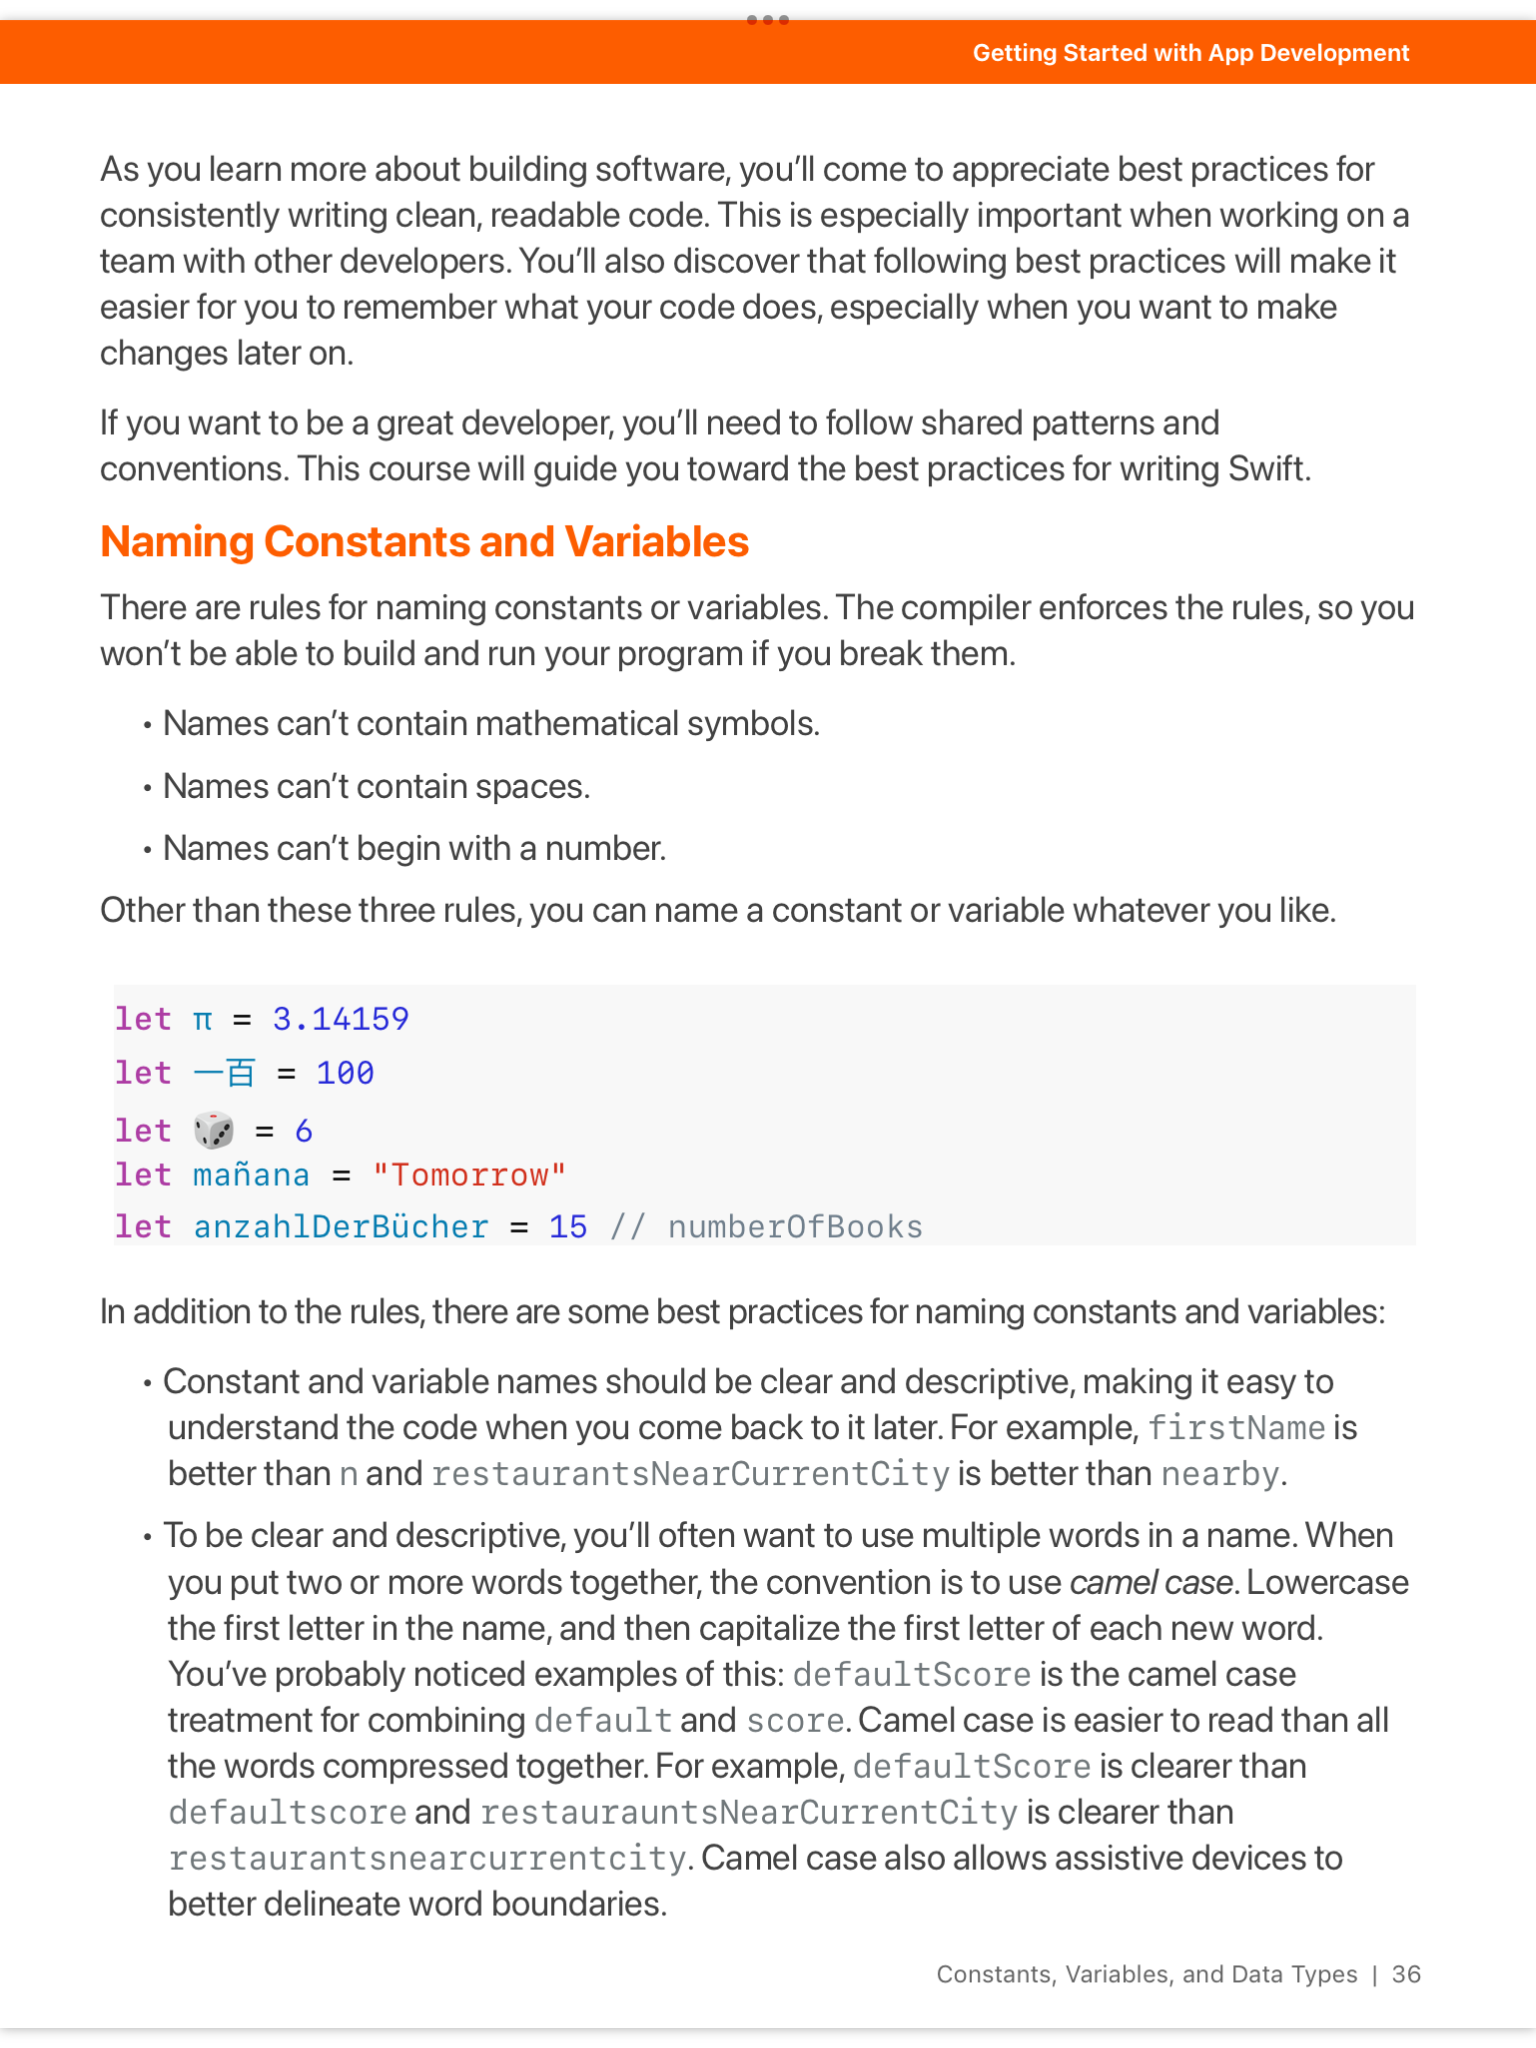 Getting Started with App Development
As you learn more about building software, you’ll come to appreciate best practices for
consistently writing clean, readable code. This is especially important when working on a
team with other developers. You’ll also discover that following best practices will make it
easier for you to remember what your code does, especially when you want to make
changes later on.
If you want to be a great developer, you’ll need to follow shared patterns and
conventions. This course will guide you toward the best practices for writing Swift.
Naming Constants and Variables
There are rules for naming constants or variables. The compiler enforces the rules, so you
won’t be able to build and run your program if you break them.
• Names can’t contain mathematical symbols.
• Names can’t contain spaces.
• Names can’t begin with a number.
Other than these three rules, you can name a constant or variable whatever you like.
let π = 3.14159
let 一百 = 100
let 🎲 = 6
let mañana = "Tomorrow"
let anzahlDerBücher = 15 // numberOfBooks
In addition to the rules, there are some best practices for naming constants and variables:
• Constant and variable names should be clear and descriptive, making it easy to
understand the code when you come back to it later. For example, firstName is
better than n and restaurantsNearCurrentCity is better than nearby.
• To be clear and descriptive, you’ll often want to use multiple words in a name. When
you put two or more words together, the convention is to use camel case. Lowercase
the first letter in the name, and then capitalize the first letter of each new word.
You’ve probably noticed examples of this: defaultScore is the camel case
treatment for combining default and score. Camel case is easier to read than all
the words compressed together. For example, defaultScore is clearer than
defaultscore and restaurauntsNearCurrentCity is clearer than
restaurantsnearcurrentcity. Camel case also allows assistive devices to
better delineate word boundaries.
Constants, Variables, and Data Types | 36